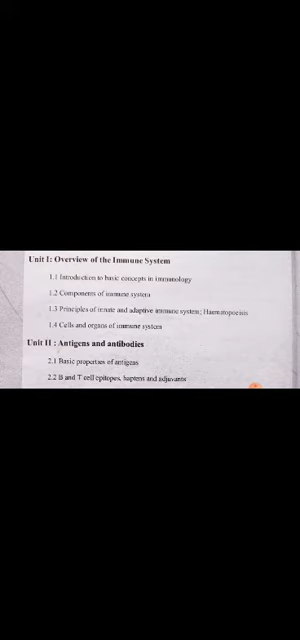 Unit I: Overview of the Immune System
1.1 Introduction to basic concepts in immunology
1.2 Components of immune system
1.3 Principles of innate and adaptive immune system; Haematopoeisis
1.4 Cells and organs of immune system
Unit II : Antigens and antibodies
2.1 Basic properties of antigens
2.2 B and T cell epitopes, haptens and adjuvants